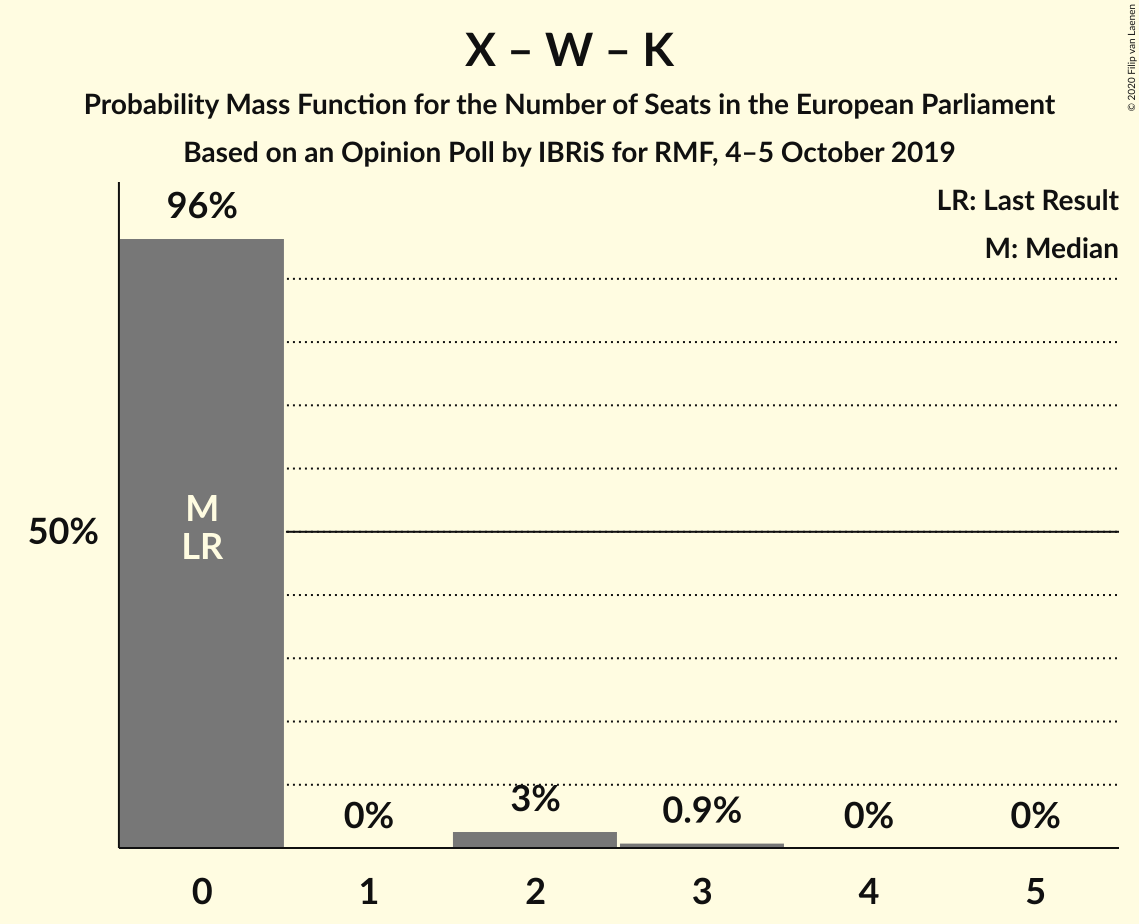 X – W – K
Probability Mass Function for the Number of Seats in the European Parliament
Based on an Opinion Poll by IBRiS for RMF, 4–5 October 2019
© 2020 Filip van Laenen
LR: Last Result
M: Median
96%
M
LR
50%
0%
3%
0.9%
0%
0%
0
1
2
3
4
5